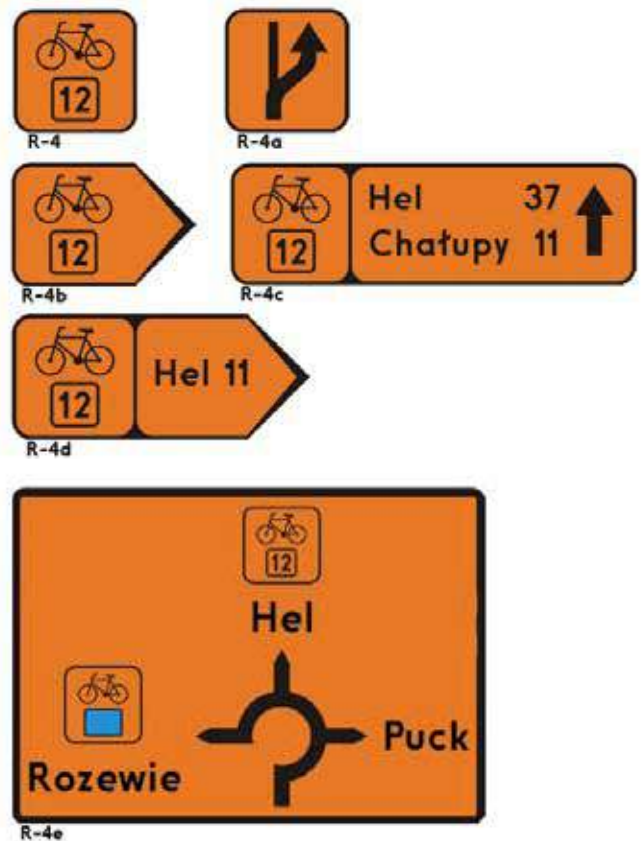 12
R-4
R-4a
12
R-4b
12
Hel 37
Chałupy 11
R-4c
12
Hel 11
R-4d
12
Hel
Rozewie
Puck
R-4e